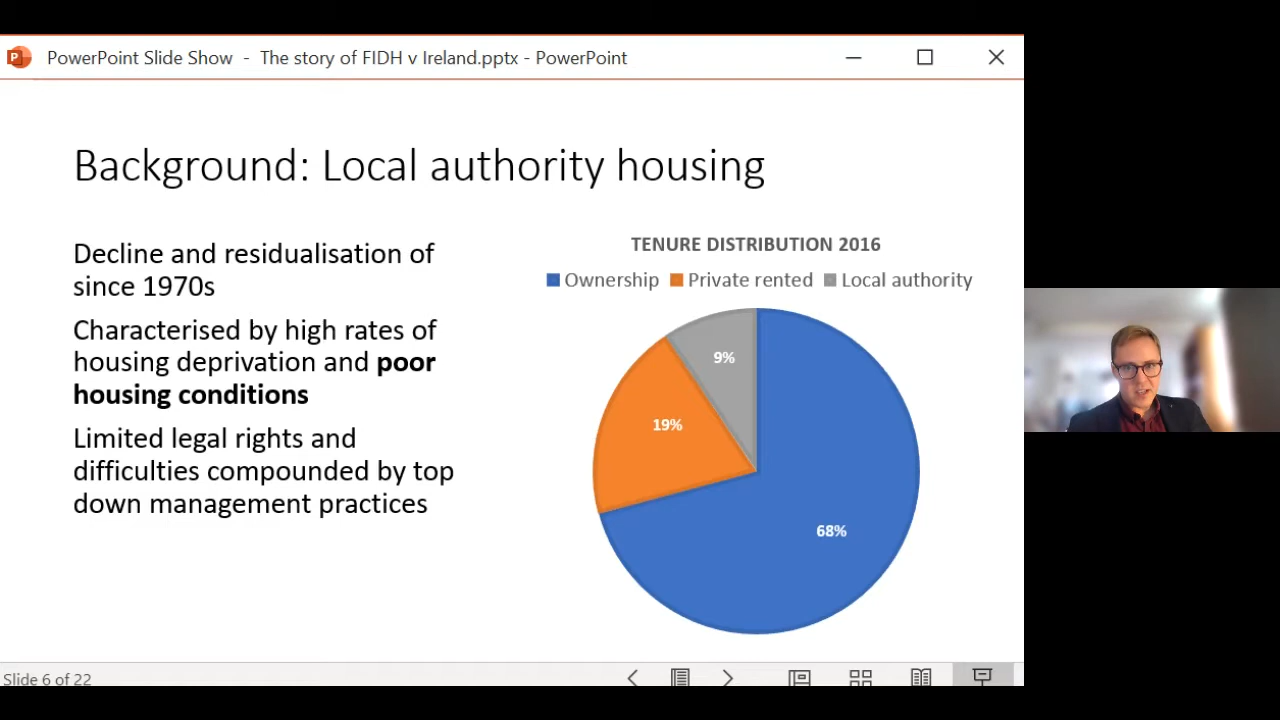 PowerPoint Slide Show - The story of FIDH v Ireland.pptx - PowerPoint
Background: Local authority housing
Decline and residualisation of
since 1970s
Characterised by high rates of
housing deprivation and poor
housing conditions
Limited legal rights and
difficulties compounded by top
down management practices
TENURE DISTRIBUTION 2016
Ownership Private rented Local authority
9%
19%
68%
Slide 6 of 22